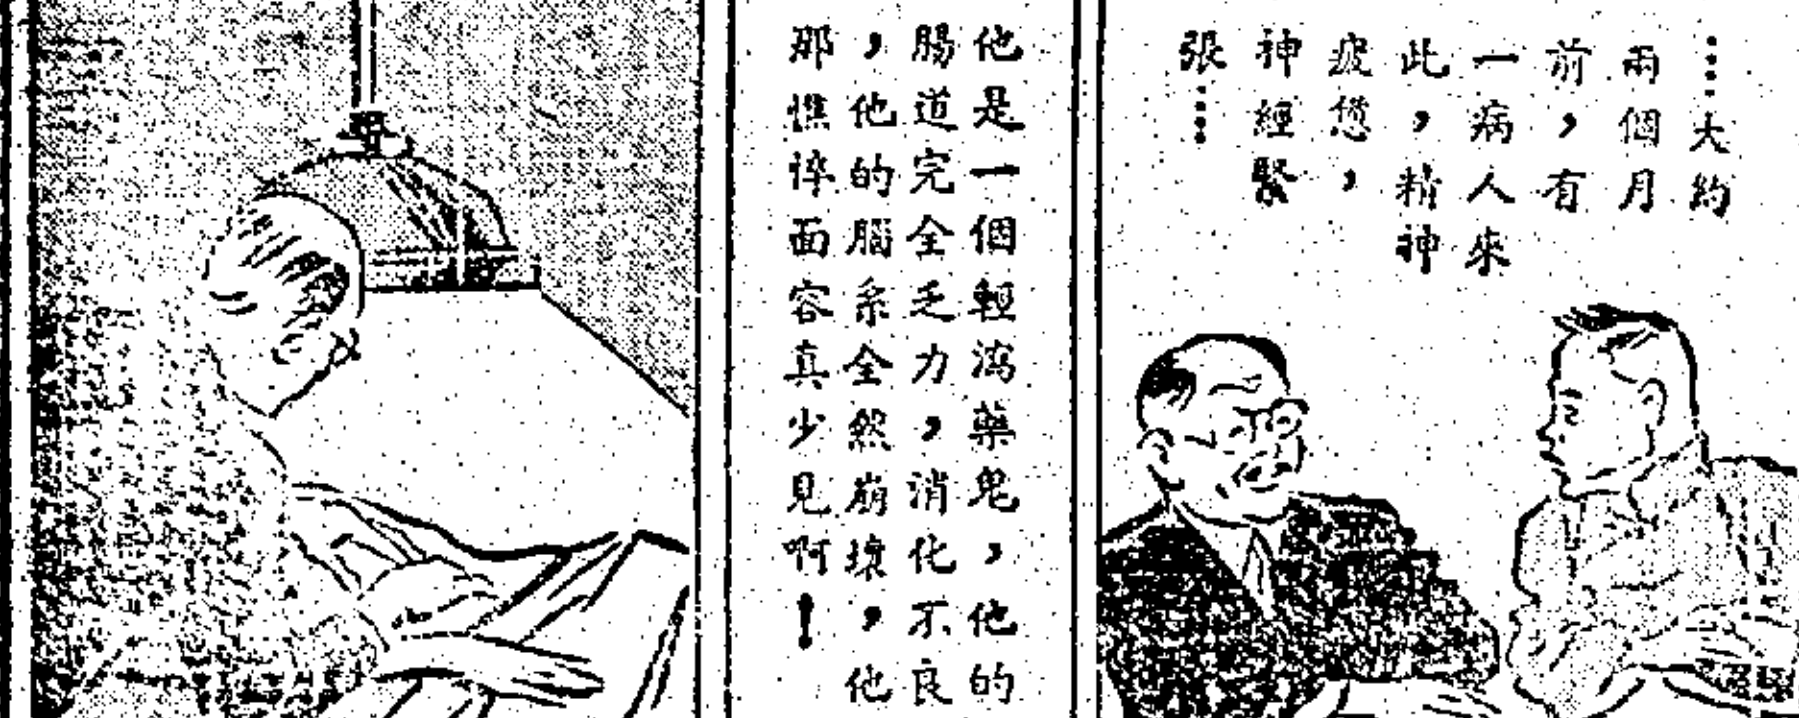 ……大約
兩個月
前,有
一病人來
此,精神
疲憊,
神經緊
張……
他是一個輕瀉藥鬼,他的
腸道完全乏力,消化不良
,他的腦系全然崩壞,他
那憔悴面容真少見啊!